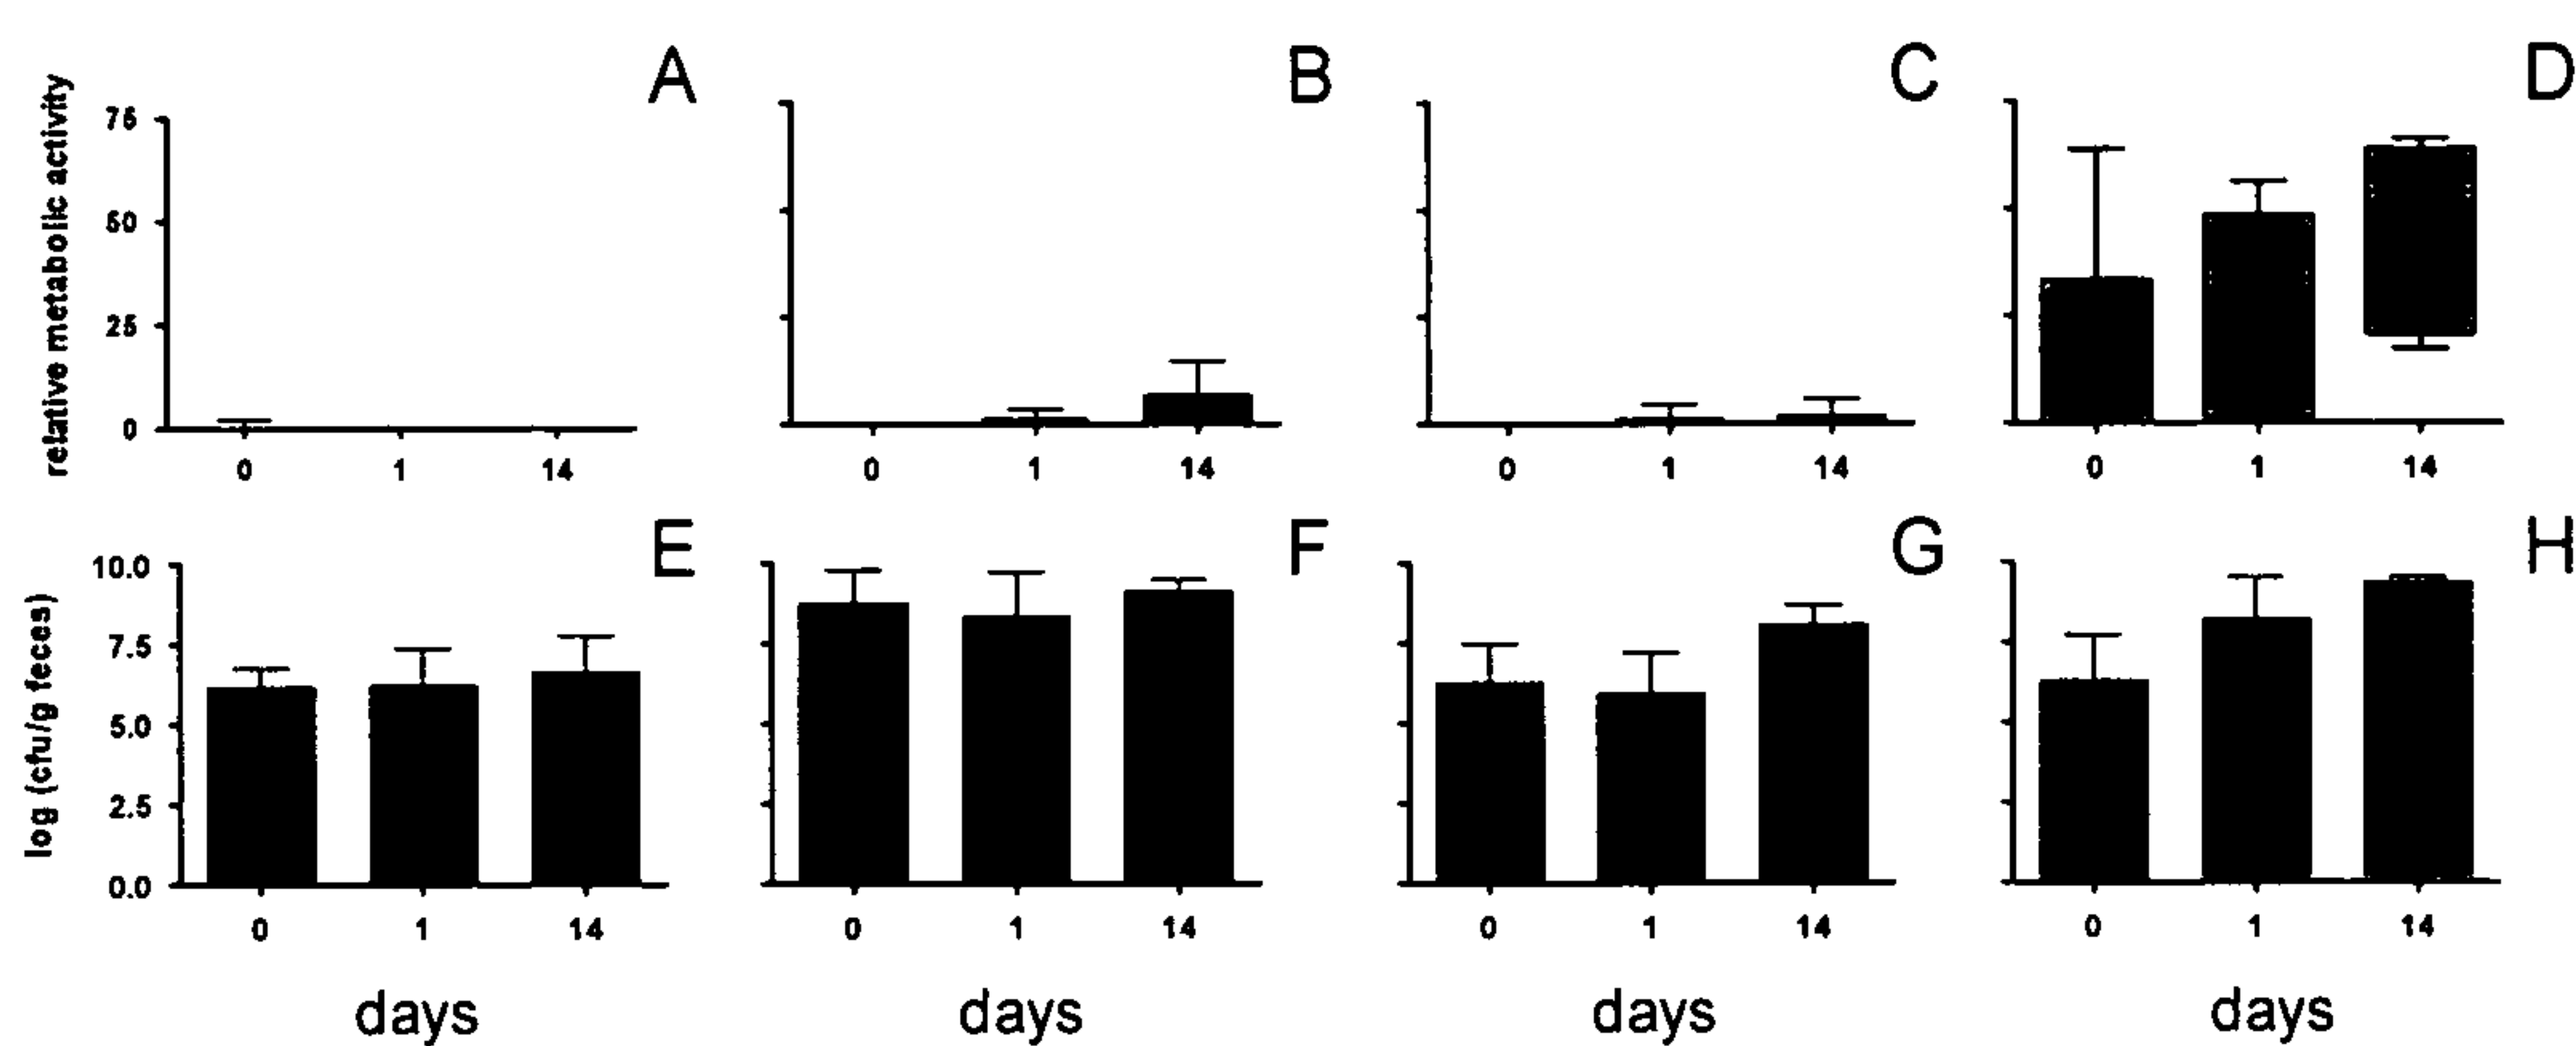 A B C D
relative metabolic activity
75
50
25
0
0 1 14
0 1 14
0 1 14
0 1 14
E F G H
log (cfu/g feces)
10.0
7.5
5.0
2.5
0.0
0 1 14
0 1 14
0 1 14
0 1 14
days days days days